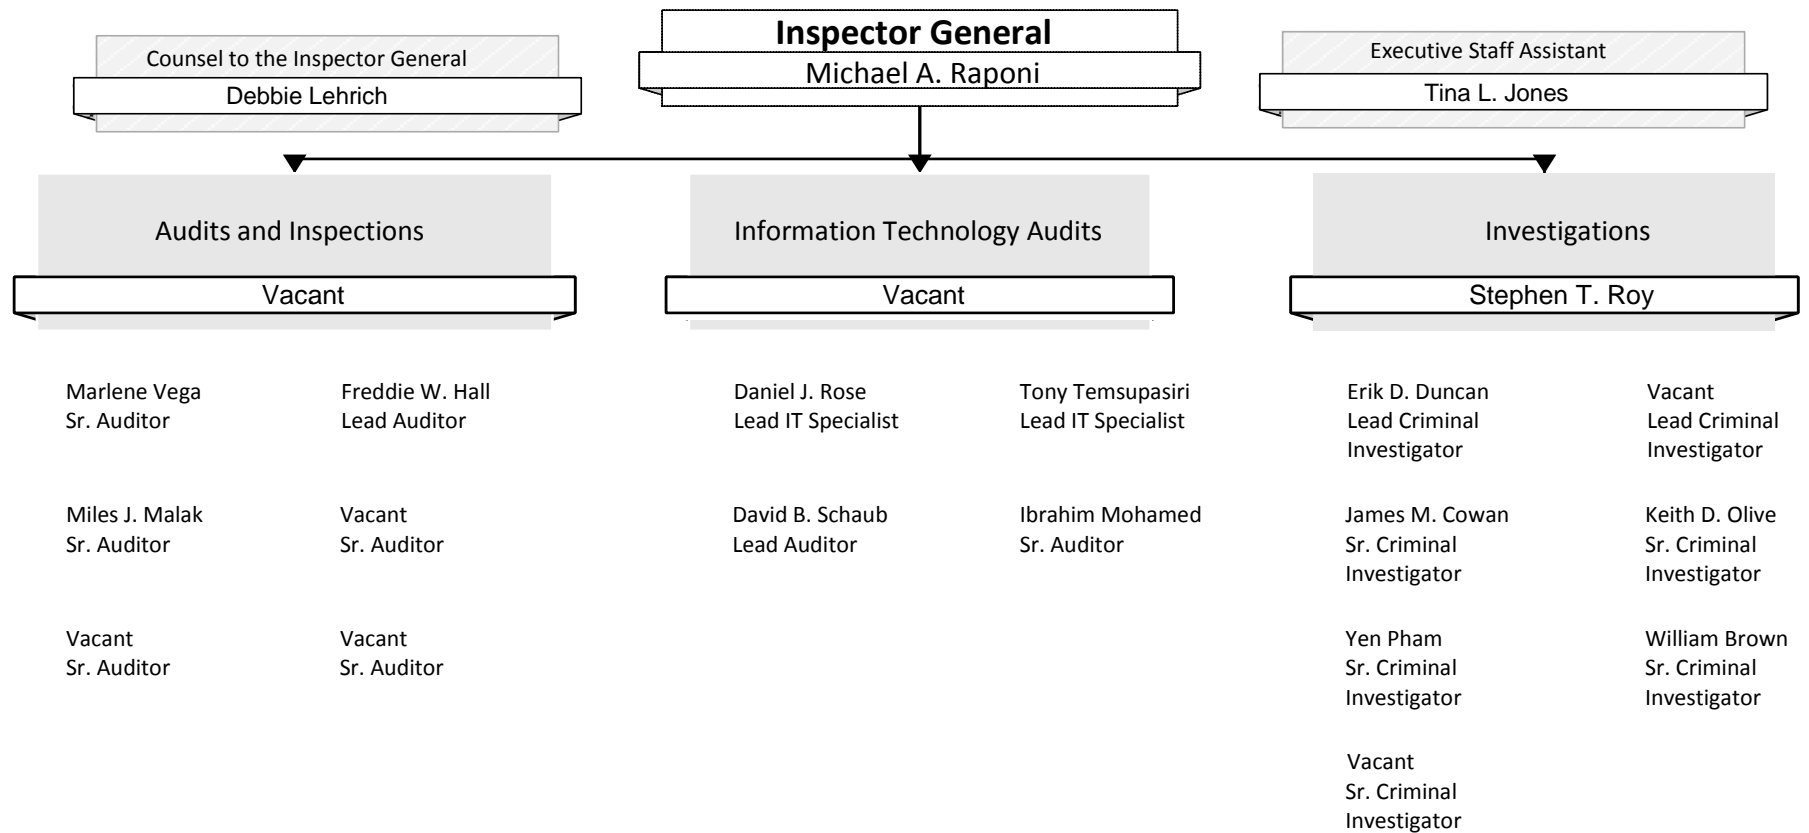 Inspector General
Michael A. Raponi
Counsel to the Inspector General
Debbie Lehrich
Executive Staff Assistant
Tina L. Jones
Audits and Inspections
Vacant
Information Technology Audits
Vacant
Investigations
Stephen T. Roy
Marlene Vega
Sr. Auditor
Freddie W. Hall
Lead Auditor
Miles J. Malak
Sr. Auditor
Vacant
Sr. Auditor
Vacant
Sr. Auditor
Vacant
Sr. Auditor
Daniel J. Rose
Lead IT Specialist
Tony Temsupasiri
Lead IT Specialist
David B. Schaub
Lead Auditor
Ibrahim Mohamed
Sr. Auditor
Erik D. Duncan
Lead Criminal
Investigator
Vacant
Lead Criminal
Investigator
James M. Cowan
Sr. Criminal
Investigator
Keith D. Olive
Sr. Criminal
Investigator
Yen Pham
Sr. Criminal
Investigator
William Brown
Sr. Criminal
Investigator
Vacant
Sr. Criminal
Investigator